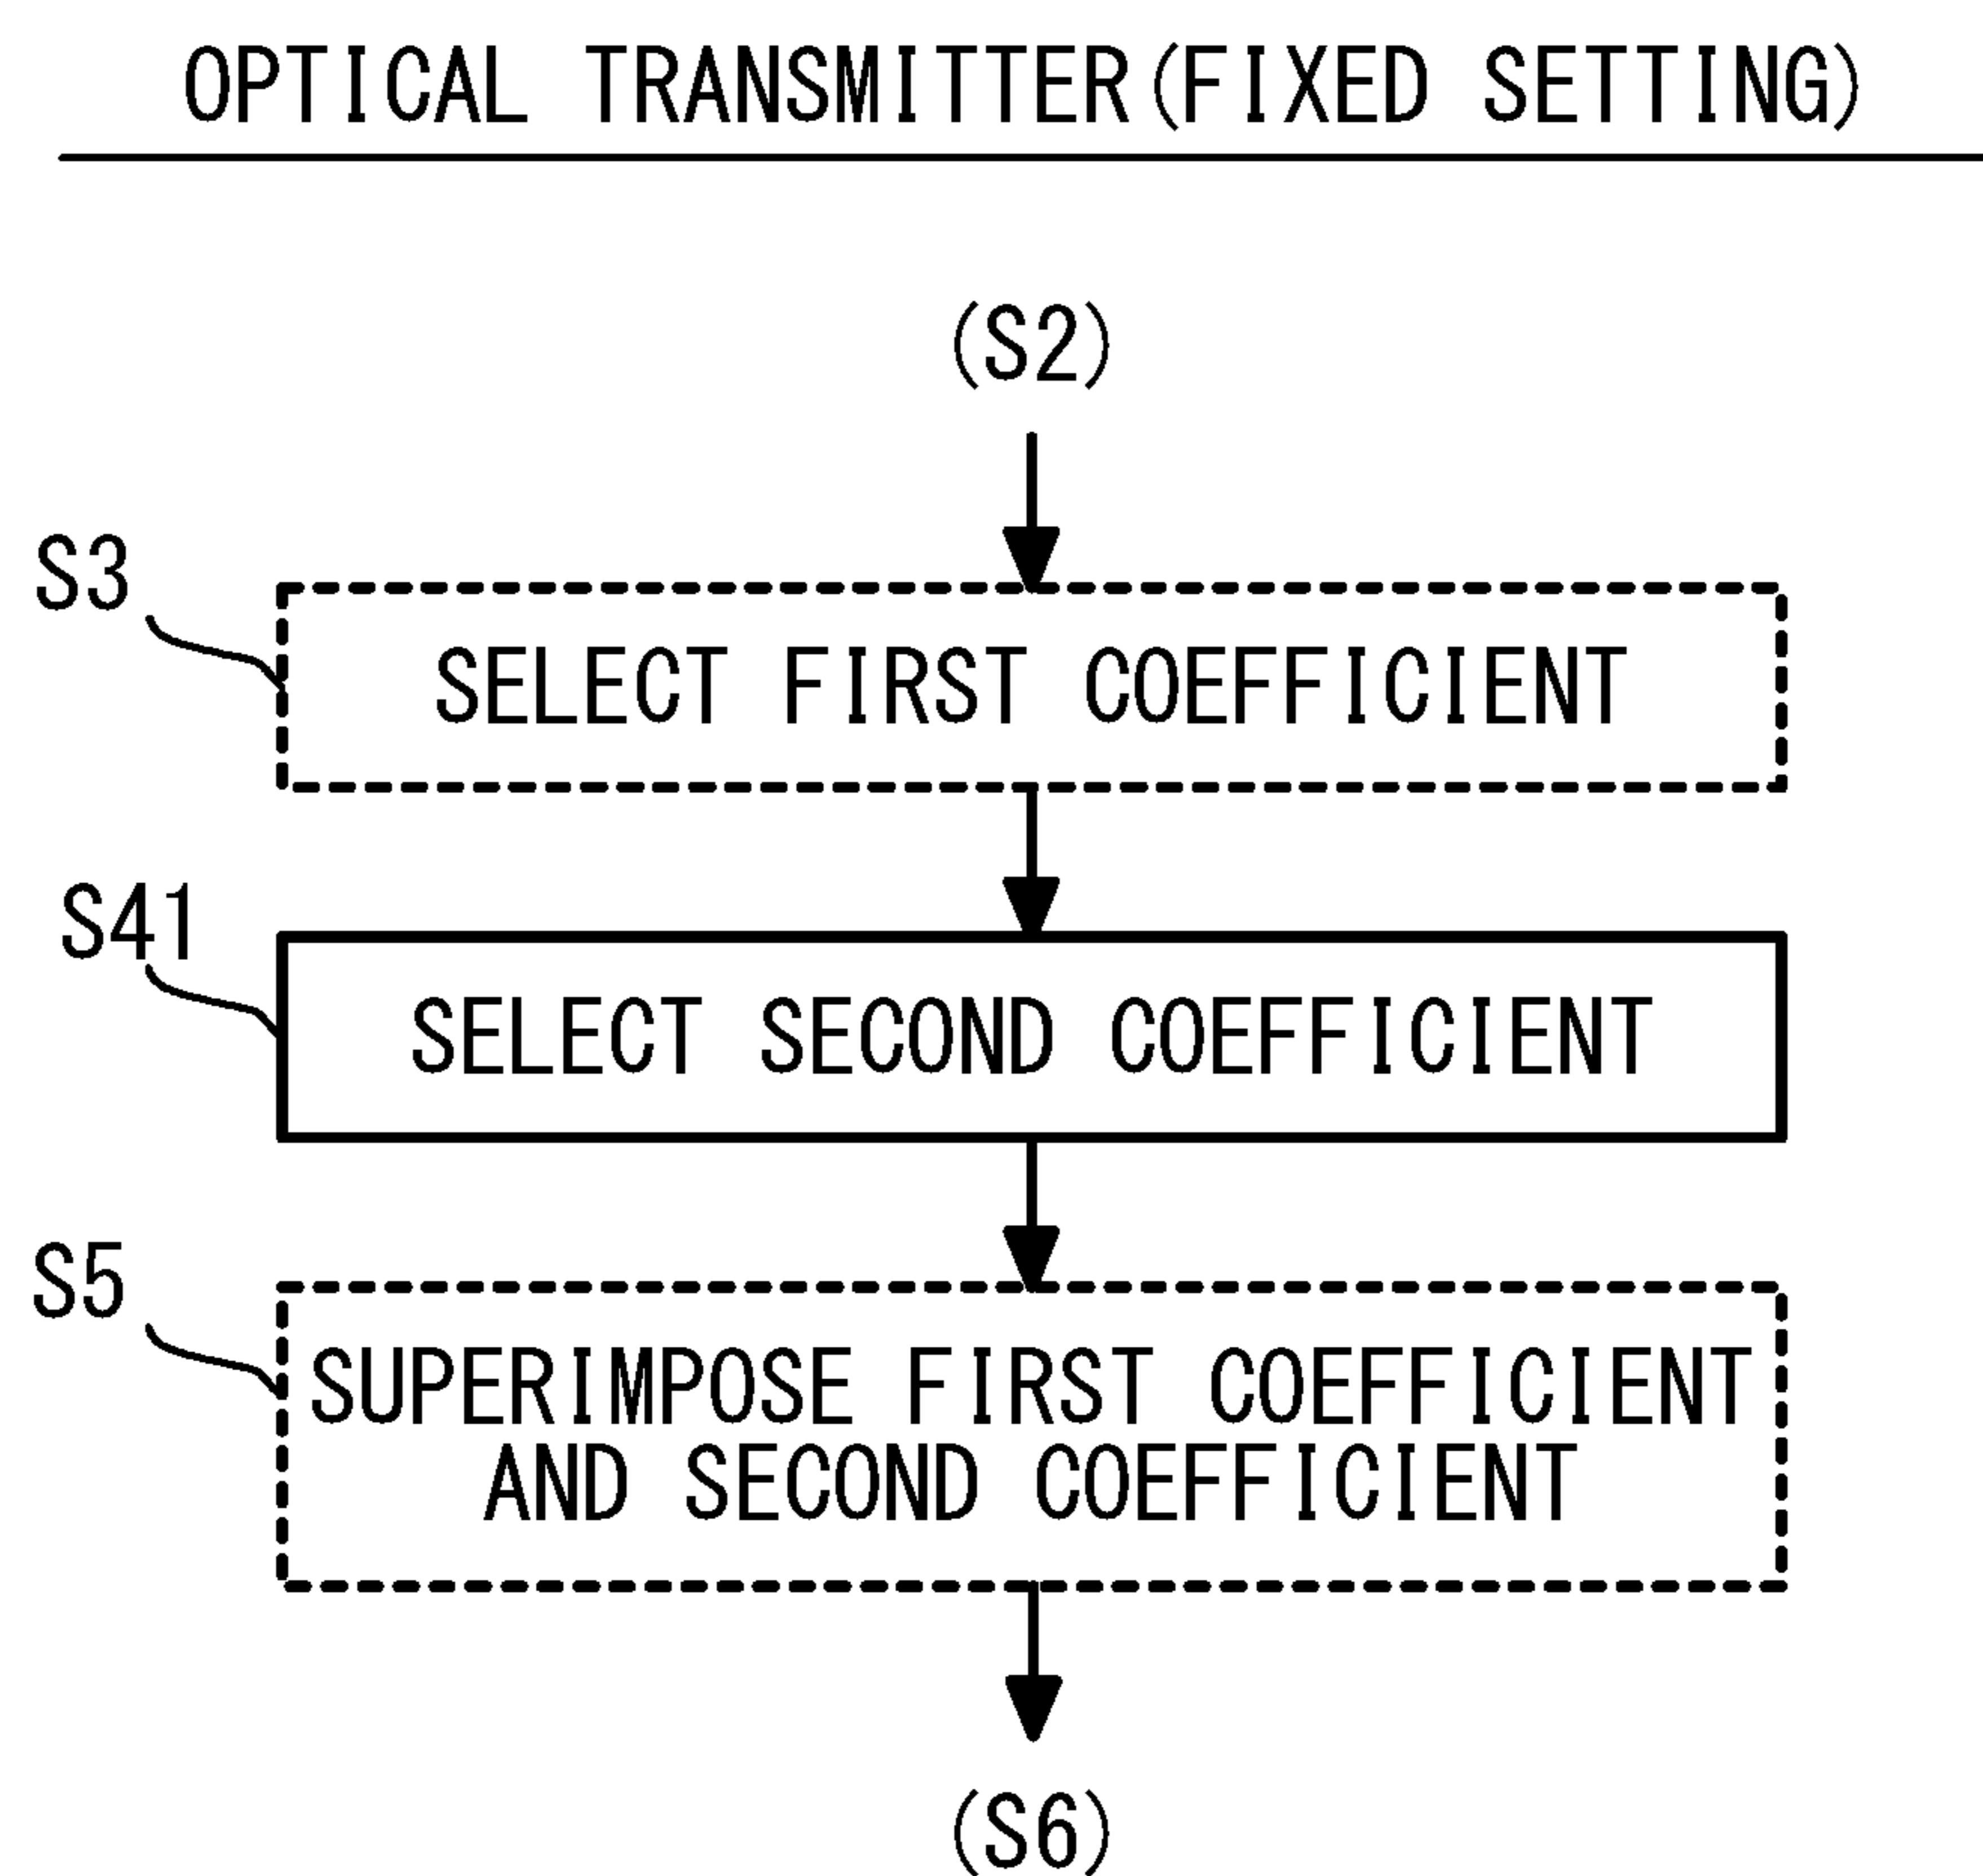 OPTICAL TRANSMITTER(FIXED SETTING)
(S2)
S3
SELECT FIRST COEFFICIENT
S41
SELECT SECOND COEFFICIENT
S5
SUPERIMPOSE FIRST COEFFICIENT
AND SECOND COEFFICIENT
(S6)